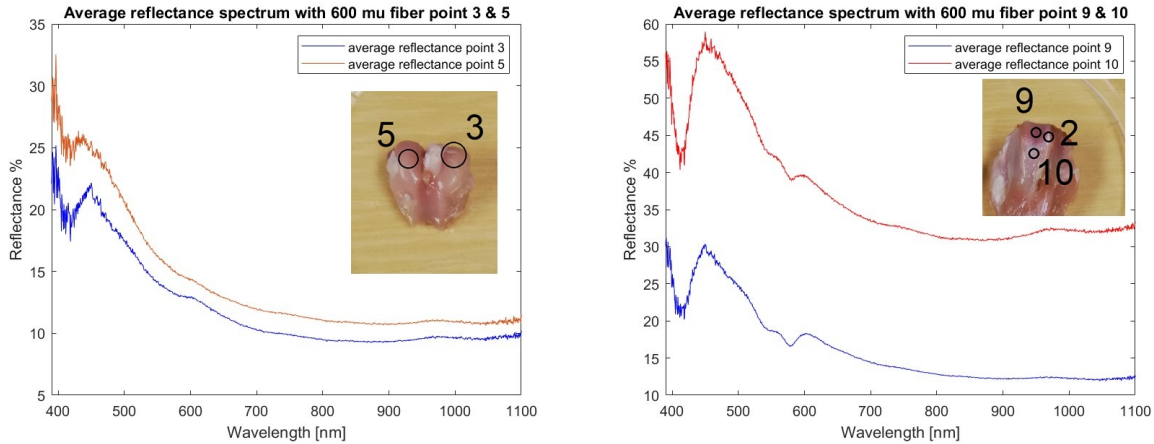 Average reflectance spectrum with 600 mu fiber point 3 & 5
35
30
25
20
15
10
5
Reflectance %
400 500 600 700 800 900 1000 1100
Wavelength [nm]
average reflectance point 3
average reflectance point 5
5
3
Average reflectance spectrum with 600 mu fiber point 9 & 10
60
55
50
45
40
35
30
25
20
15
10
Reflectance %
400 500 600 700 800 900 1000 1100
Wavelength [nm]
average reflectance point 9
average reflectance point 10
9
2
10